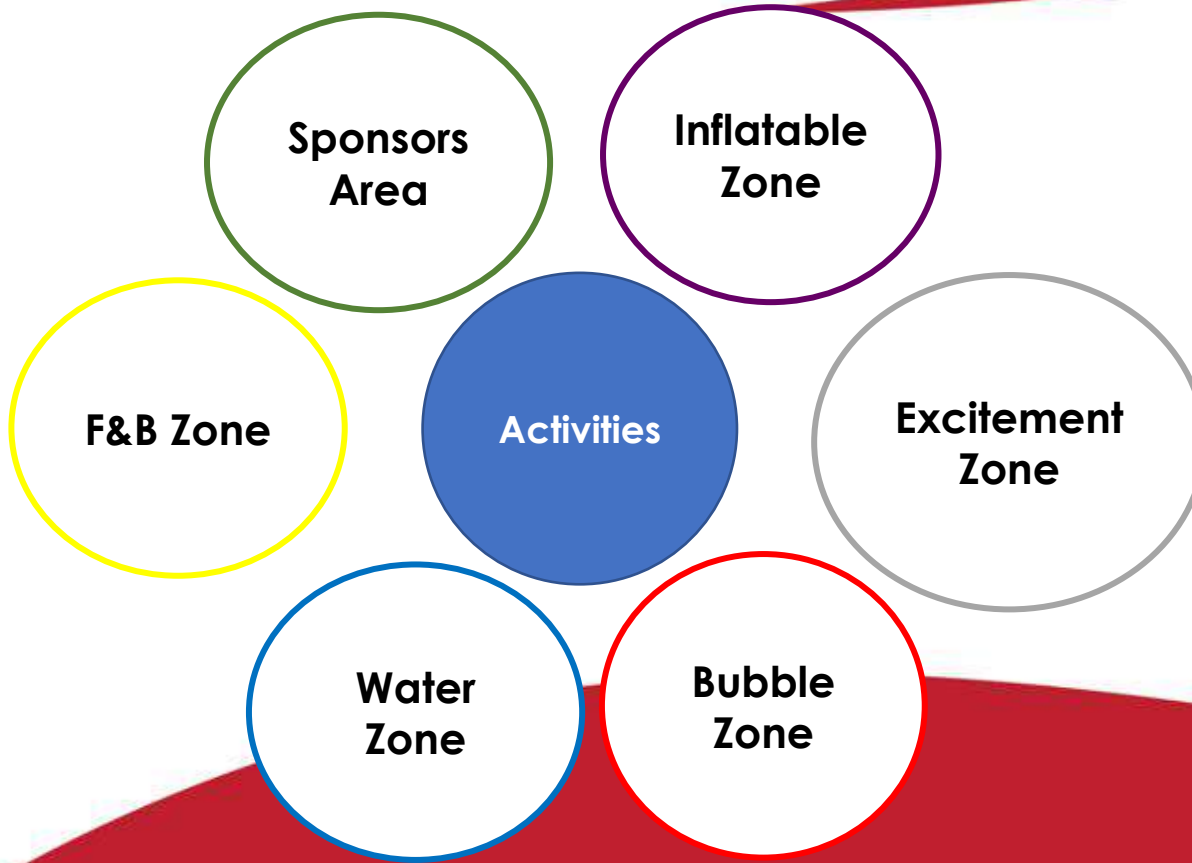 Sponsors
Area
Inflatable
Zone
F&B Zone
Activities
Excitement
Zone
Water
Zone
Bubble
Zone